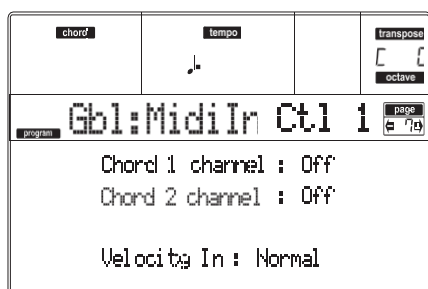 chord tempo transpose
C C
octave
program Gbl:MidiIn Ctl 1 page
Chord 1 channel : Off
Chord 2 channel : Off
Velocity In : Normal